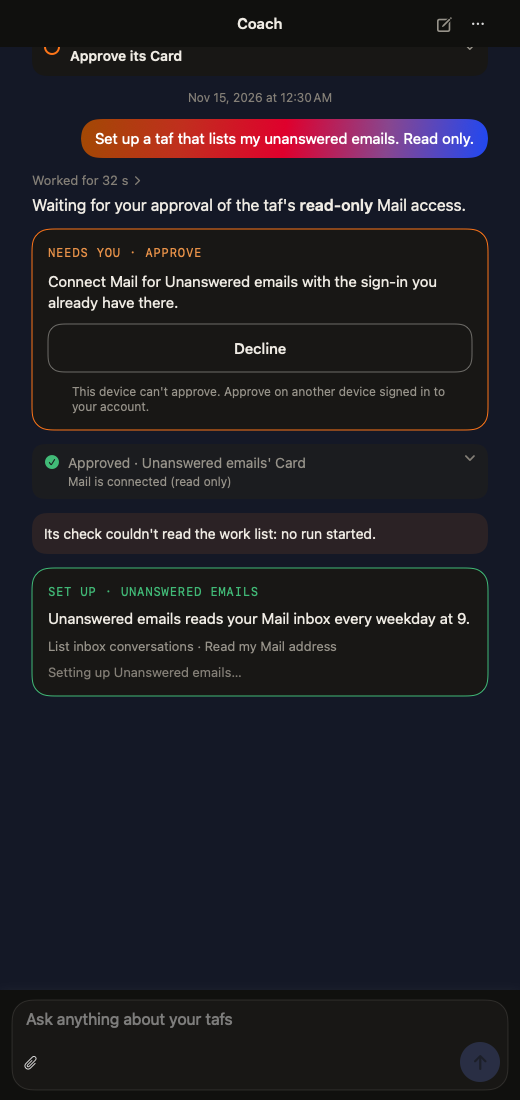 Coach
Approve its Card
Nov 15, 2026 at 12:30 AM
Set up a taf that lists my unanswered emails. Read only.
Worked for 32 s
Waiting for your approval of the taf's read-only Mail access.
NEEDS YOU · APPROVE
Connect Mail for Unanswered emails with the sign-in you
already have there.
Decline
This device can't approve. Approve on another device signed in to
your account.
Approved · Unanswered emails' Card
Mail is connected (read only)
Its check couldn't read the work list: no run started.
SET UP · UNANSWERED EMAILS
Unanswered emails reads your Mail inbox every weekday at 9.
List inbox conversations · Read my Mail address
Setting up Unanswered emails...
Ask anything about your tafs